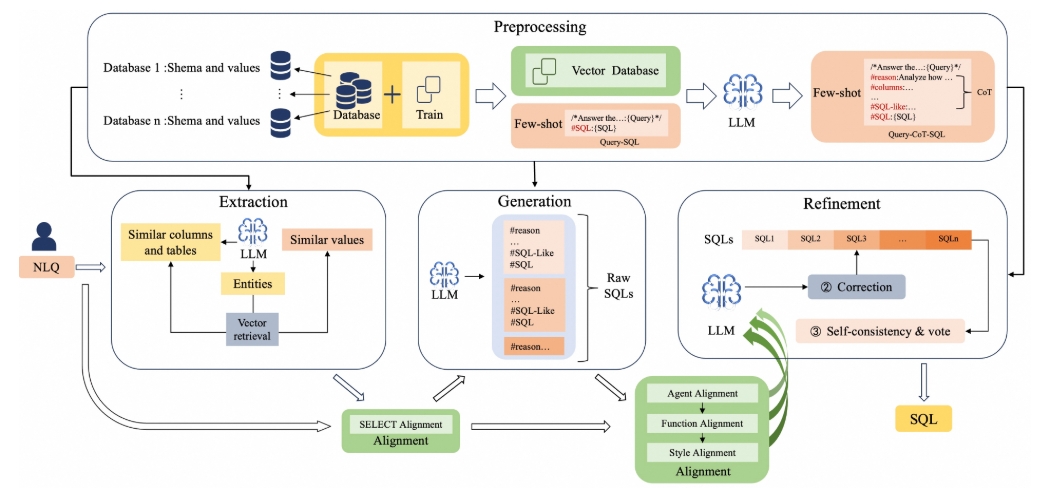 Preprocessing
Database 1 :Shema and values
⋮
⋮
Database n :Shema and values
Database
+
Train
Vector Database
Few-shot
/*Answer the…:{Query}*/
#SQL:{SQL}
Query-SQL
LLM
Few-shot
/*Answer the…:{Query}*/
#reason:Analyze how …
#columns:…
…
#SQL-like:…
#SQL:{SQL}
CoT
Query-CoT-SQL
NLQ
Extraction
Similar columns
and tables
LLM
Similar values
Entities
Vector
retrieval
Generation
LLM
#reason
…
#SQL-Like
#SQL
#reason
…
#SQL-Like
#SQL
#reason…
Raw
SQLs
Refinement
SQLs
SQL1
SQL2
SQL3
…
SQLn
LLM
② Correction
③ Self-consistency & vote
SELECT Alignment
Alignment
Agent Alignment
Function Alignment
Style Alignment
Alignment
SQL